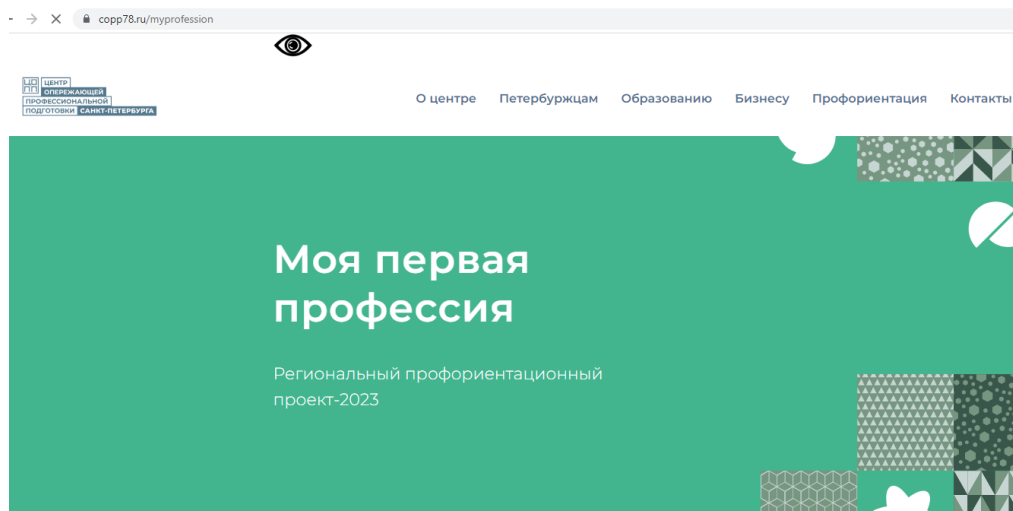 copp78.ru/myprofession
ЦОПП
ЦЕНТР
ОПЕРЕЖАЮЩЕЙ
ПРОФЕССИОНАЛЬНОЙ
ПОДГОТОВКИ САНКТ-ПЕТЕРБУРГА
О центре Петербуржцам Образованию Бизнесу Профориентация Контакты
Моя первая
профессия
Региональный профориентационный
проект-2023